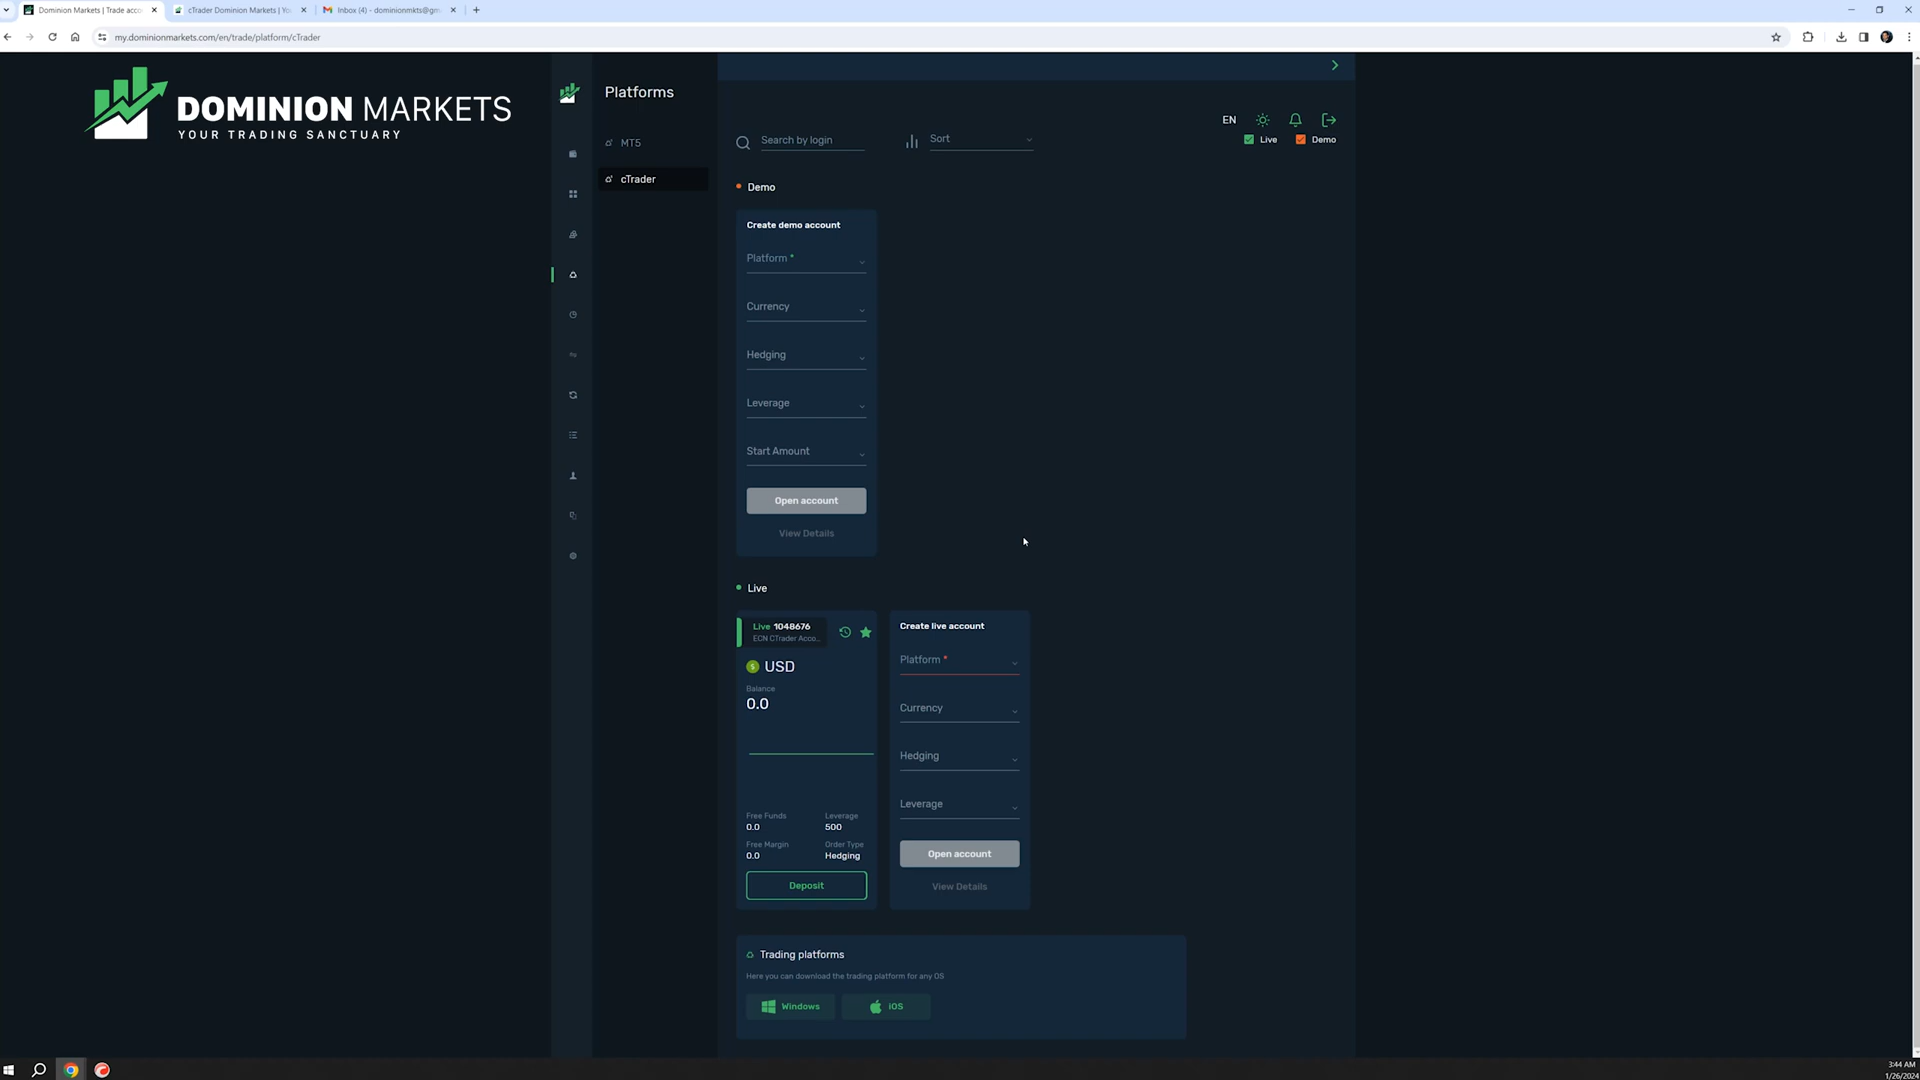 Dominion Markets | Trade acco
cTrader Dominion Markets | Yo
Inbox (4) - dominionmkts@gm
my.dominionmarkets.com/en/trade/platform/cTrader
DOMINION MARKETS
YOUR TRADING SANCTUARY
Platforms
MT5
cTrader
Search by login
Sort
EN
Live
Demo
Demo
Create demo account
Platform *
Currency
Hedging
Leverage
Start Amount
Open account
View Details
Live
Live 1048676
ECN CTrader Acco...
$ USD
Balance
0.0
Free Funds
0.0
Leverage
500
Free Margin
0.0
Order Type
Hedging
Deposit
Create live account
Platform *
Currency
Hedging
Leverage
Open account
View Details
Trading platforms
Here you can download the trading platform for any OS
Windows
iOS
3:44 AM
1/26/2024